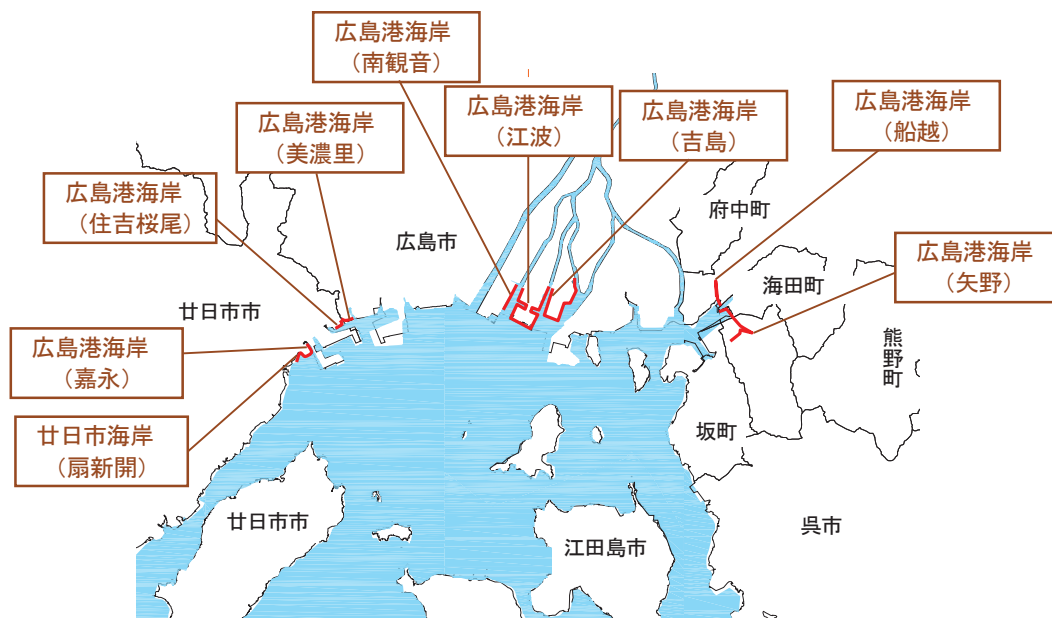 広島港海岸
（南観音）
広島港海岸
（美濃里）
広島港海岸
（江波）
広島港海岸
（吉島）
広島港海岸
（船越）
広島港海岸
（住吉桜尾）
広島市
府中町
広島港海岸
（矢野）
海田町
廿日市市
広島港海岸
（嘉永）
熊野町
廿日市海岸
（扇新開）
坂町
廿日市市
江田島市
呉市